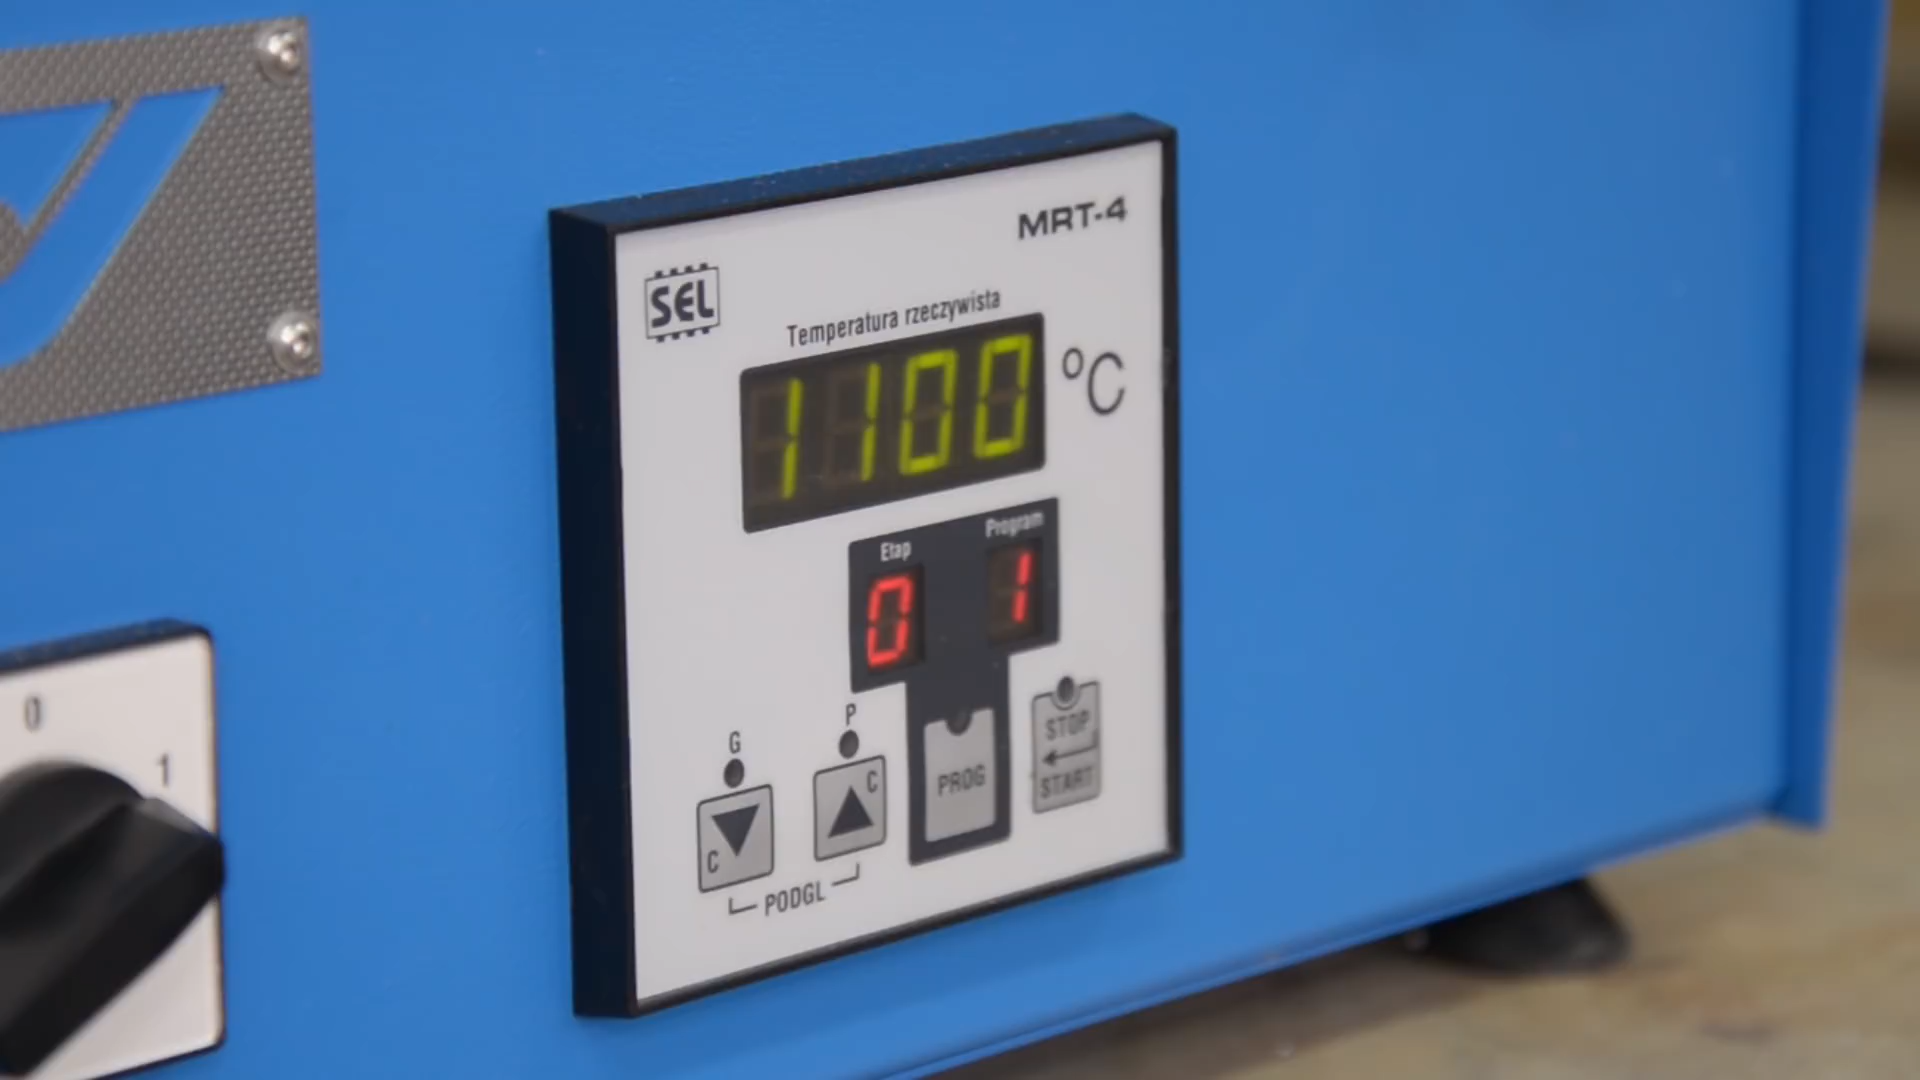 MRT-4
SEL
Temperatura rzeczywista
1100 °C
Etap Program
0 1
G P
C C PROG STOP START
PODGL
0
1